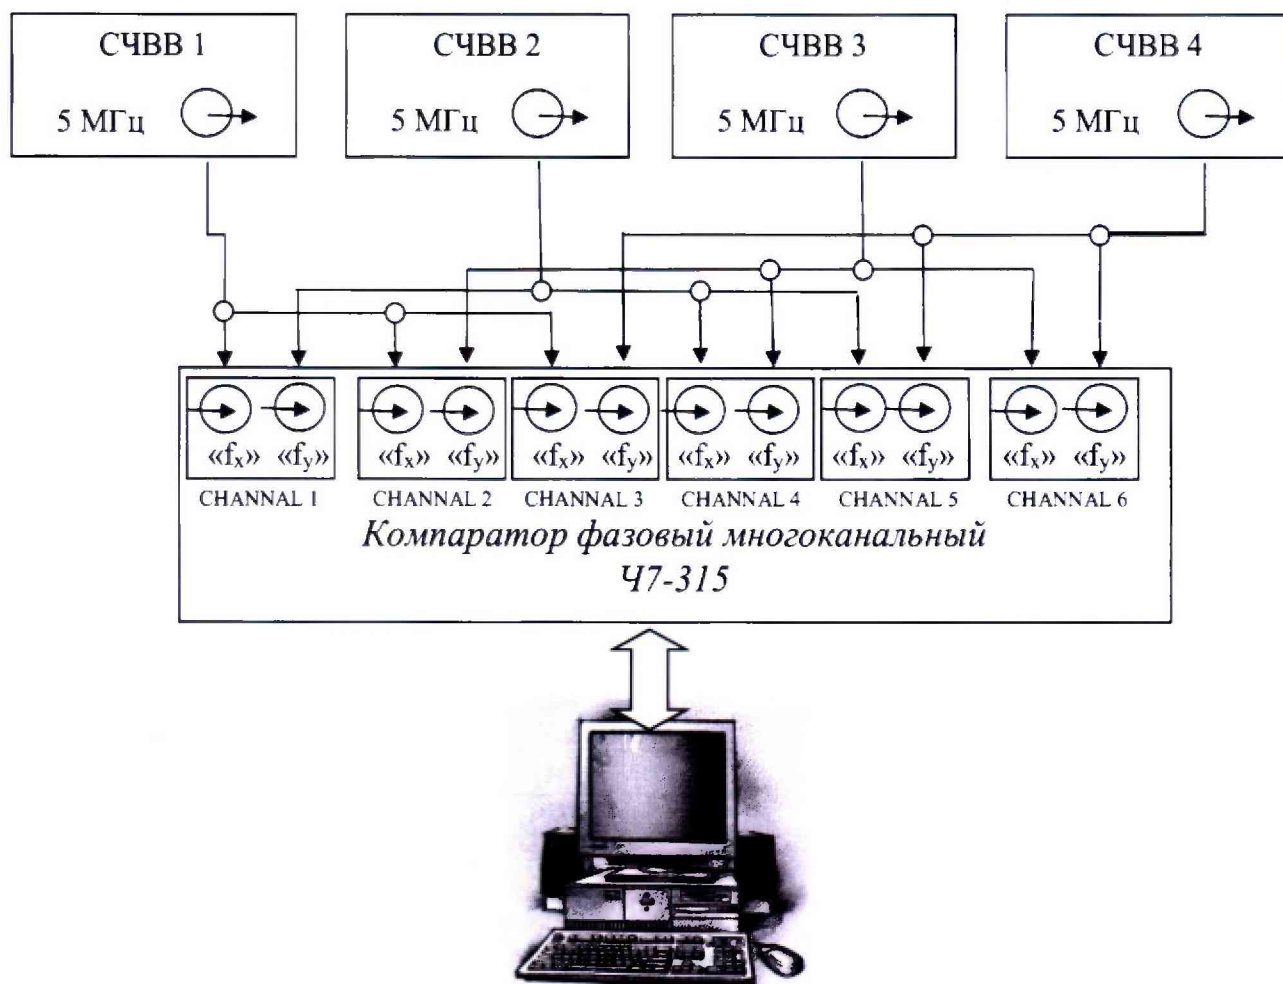 СЧВВ 1
СЧВВ 2
СЧВВ 3
СЧВВ 4
5 МГц
5 МГц
5 МГц
5 МГц
«fx» «fy»
«fx» «fy»
«fx» «fy»
«fx» «fy»
«fx» «fy»
«fx» «fy»
CHANNAL 1
CHANNAL 2
CHANNAL 3
CHANNAL 4
CHANNAL 5
CHANNAL 6
Компаратор фазовый многоканальный
Ч7-315